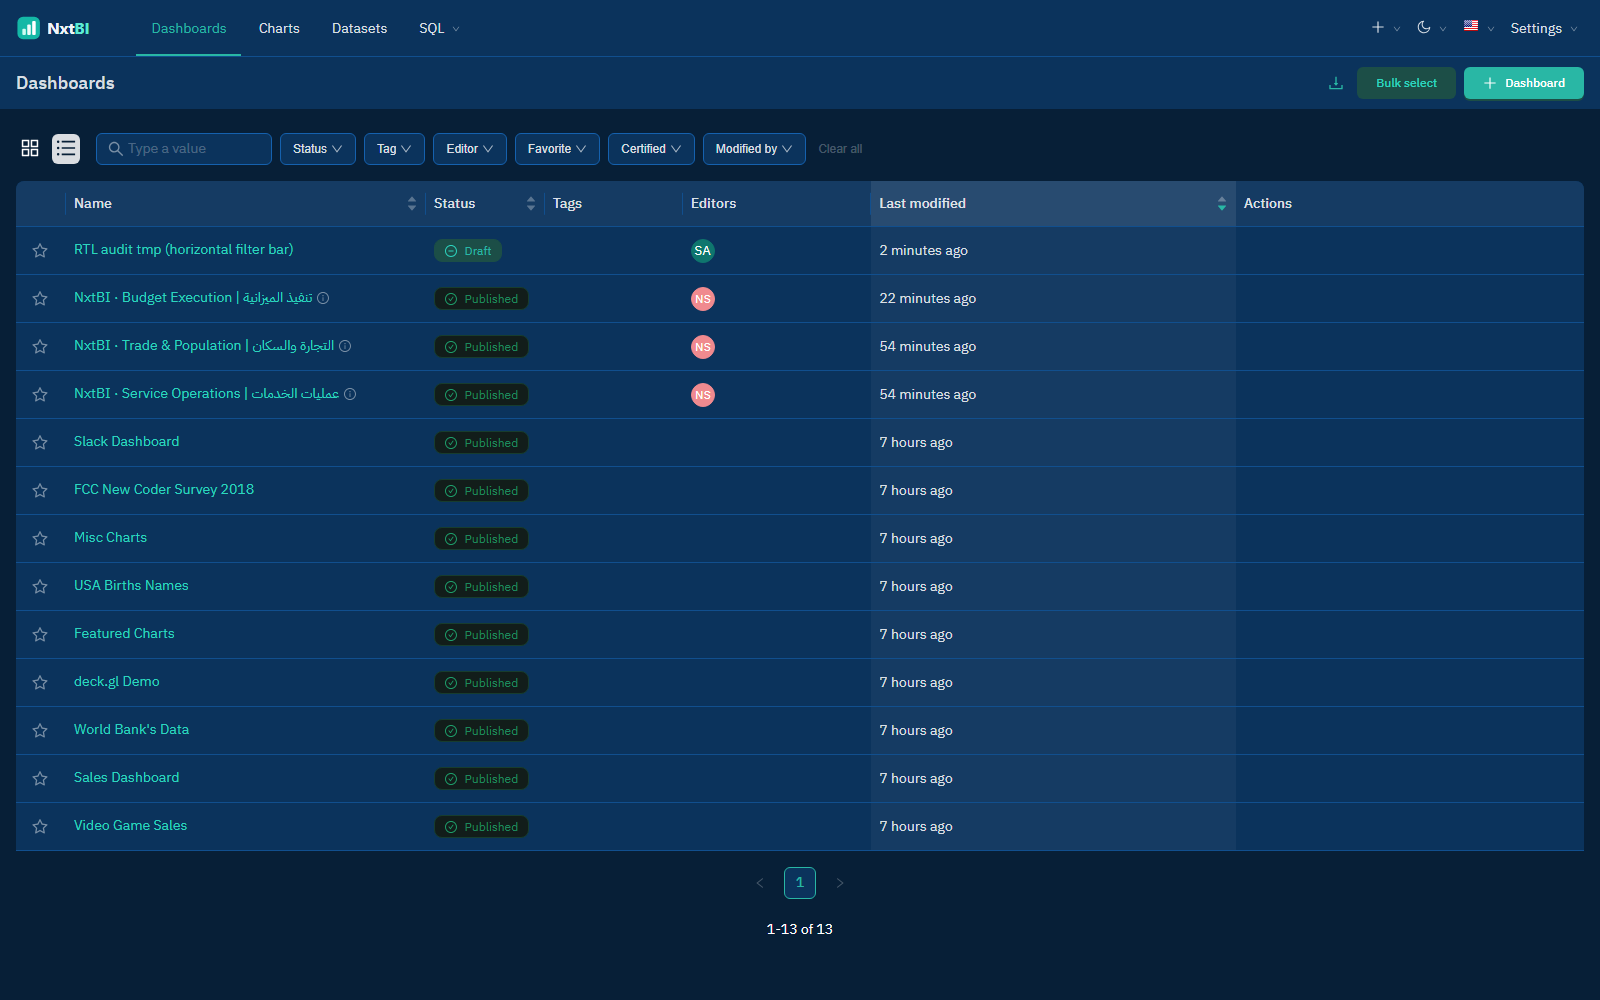 NxtBI Dashboards Charts Datasets SQL Settings
Dashboards Bulk select Dashboard
Type a value Status Tag Editor Favorite Certified Modified by Clear all
Name Status Tags Editors Last modified Actions
RTL audit tmp (horizontal filter bar) Draft SA 2 minutes ago
NxtBI · Budget Execution | تنفيذ الميزانية Published NS 22 minutes ago
NxtBI · Trade & Population | التجارة والسكان Published NS 54 minutes ago
NxtBI · Service Operations | عمليات الخدمات Published NS 54 minutes ago
Slack Dashboard Published 7 hours ago
FCC New Coder Survey 2018 Published 7 hours ago
Misc Charts Published 7 hours ago
USA Births Names Published 7 hours ago
Featured Charts Published 7 hours ago
deck.gl Demo Published 7 hours ago
World Bank's Data Published 7 hours ago
Sales Dashboard Published 7 hours ago
Video Game Sales Published 7 hours ago
1
1-13 of 13